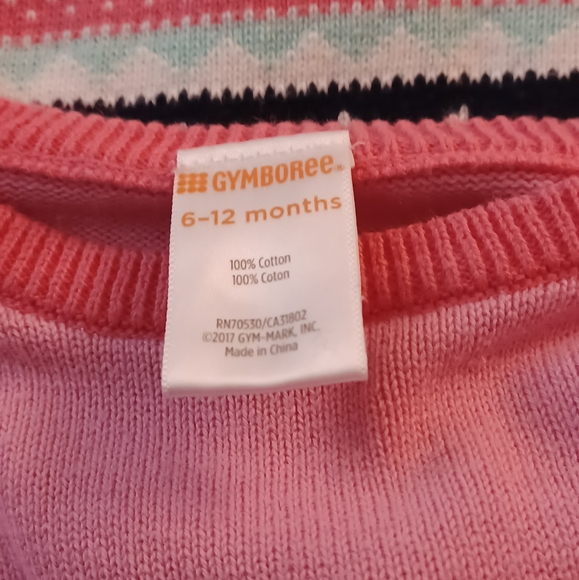 GYMBOREE.
6-12 months
100% Cotton
100% Coton
RN70530/CA31802
©2017 GYM-MARK, INC.
Made in China